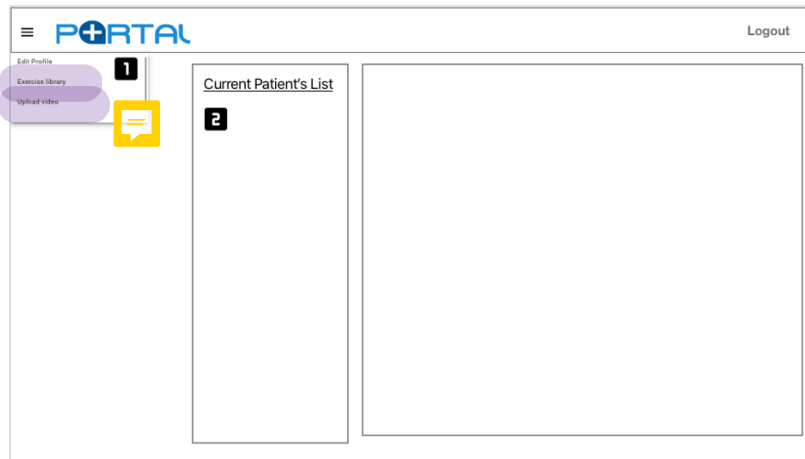 PORTAL
Logout
Edit Profile
Exercise library
Upload video
1
Current Patient's List
2